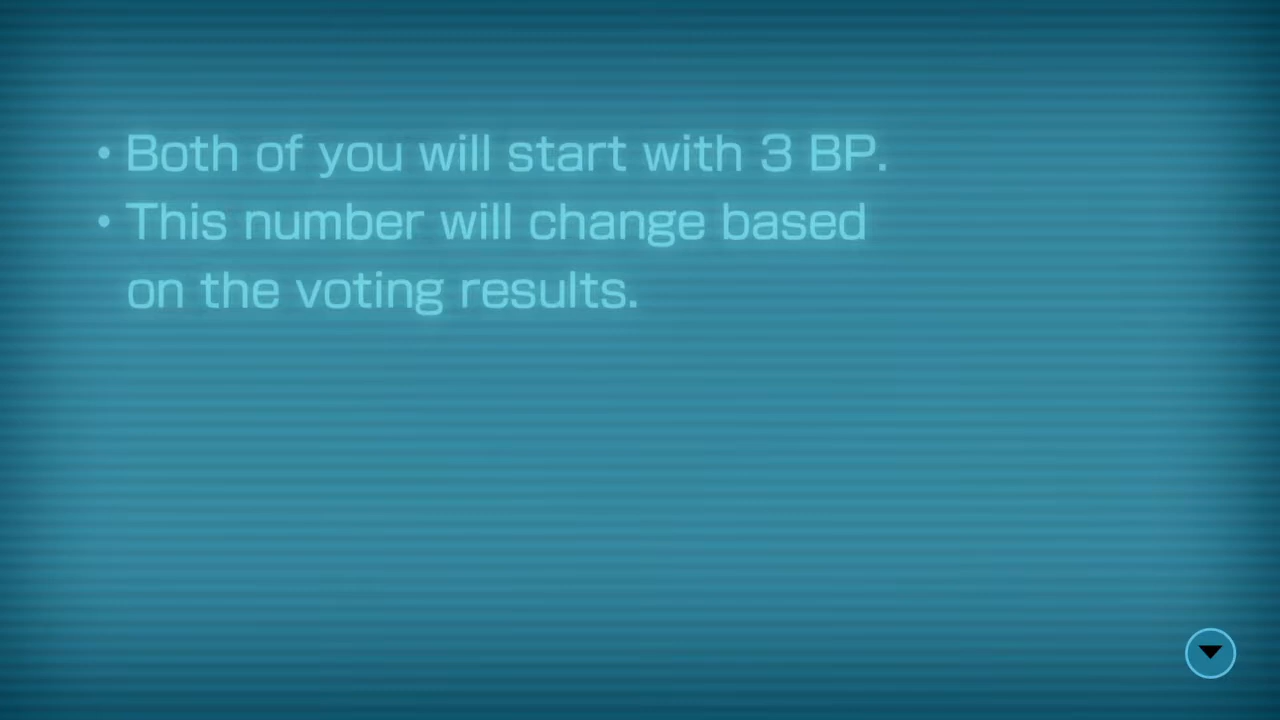 • Both of you will start with 3 BP.
• This number will change based
on the voting results.